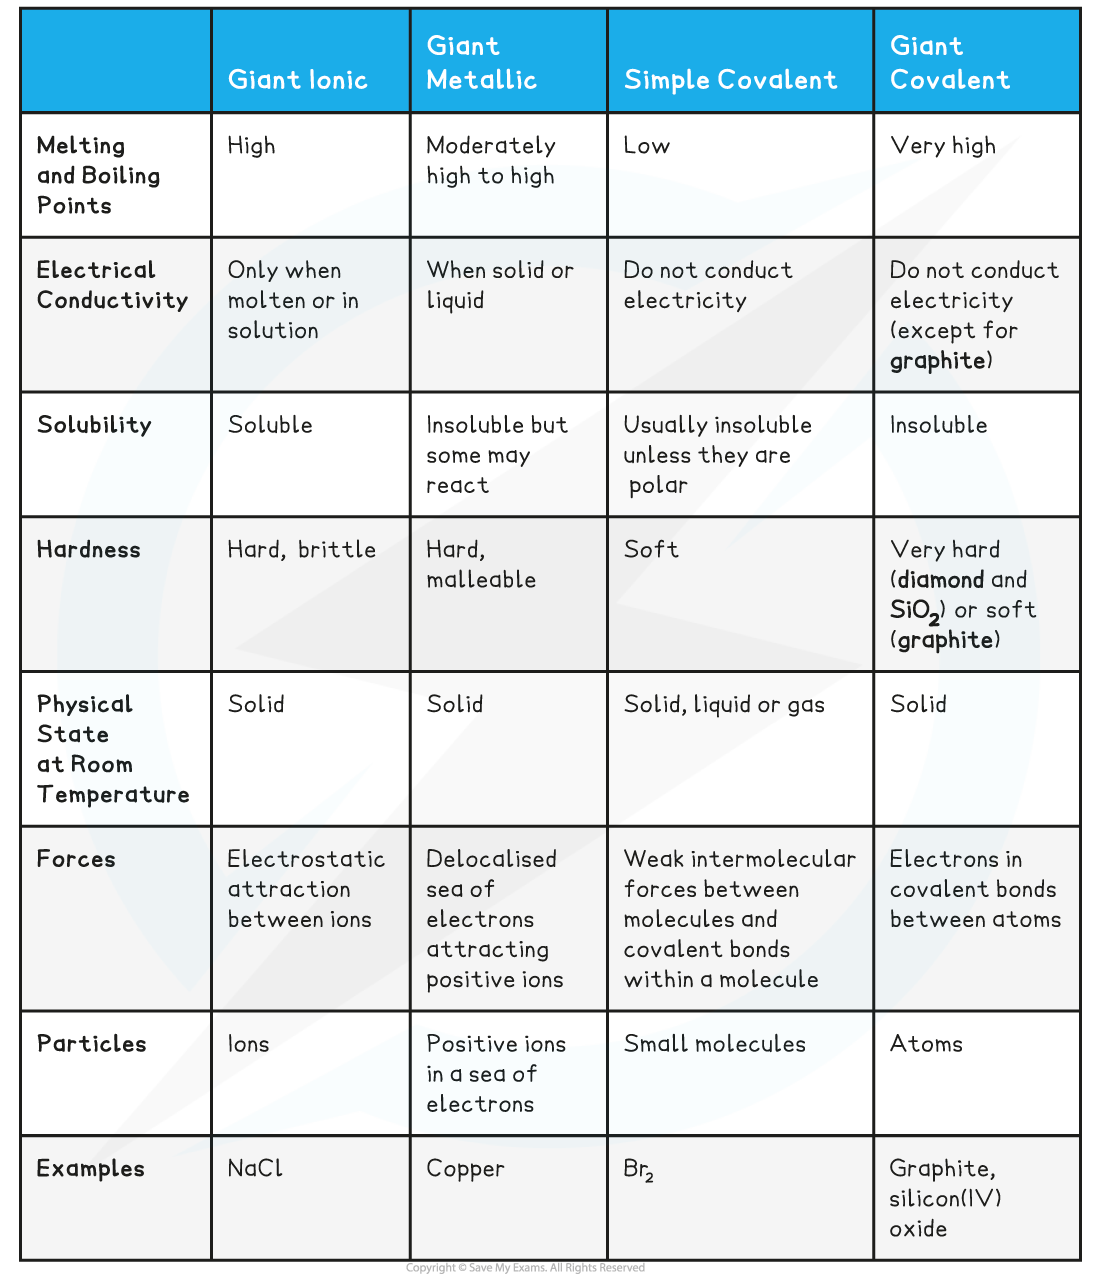 Giant Ionic
Giant
Metallic
Simple Covalent
Giant
Covalent
Melting
and Boiling
Points
High
Moderately
high to high
Low
Very high
Electrical
Conductivity
Only when
molten or in
solution
When solid or
liquid
Do not conduct
electricity
Do not conduct
electricity
(except for
graphite)
Solubility
Soluble
Insoluble but
some may
react
Usually insoluble
unless they are
polar
Insoluble
Hardness
Hard, brittle
Hard,
malleable
Soft
Very hard
(diamond and
SiO₂) or soft
(graphite)
Physical
State
at Room
Temperature
Solid
Solid
Solid, liquid or gas
Solid
Forces
Electrostatic
attraction
between ions
Delocalised
sea of
electrons
attracting
positive ions
Weak intermolecular
forces between
molecules and
covalent bonds
within a molecule
Electrons in
covalent bonds
between atoms
Particles
Ions
Positive ions
in a sea of
electrons
Small molecules
Atoms
Examples
NaCl
Copper
Br₂
Graphite,
silicon(IV)
oxide
Copyright © Save My Exams. All Rights Reserved